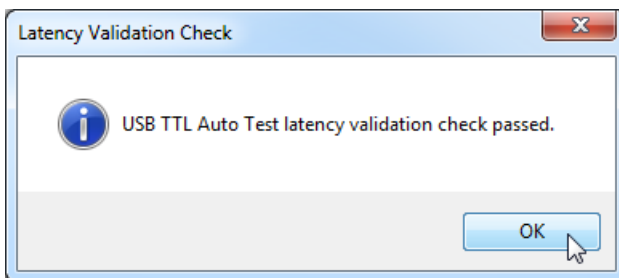 Latency Validation Check
USB TTL Auto Test latency validation check passed.
OK